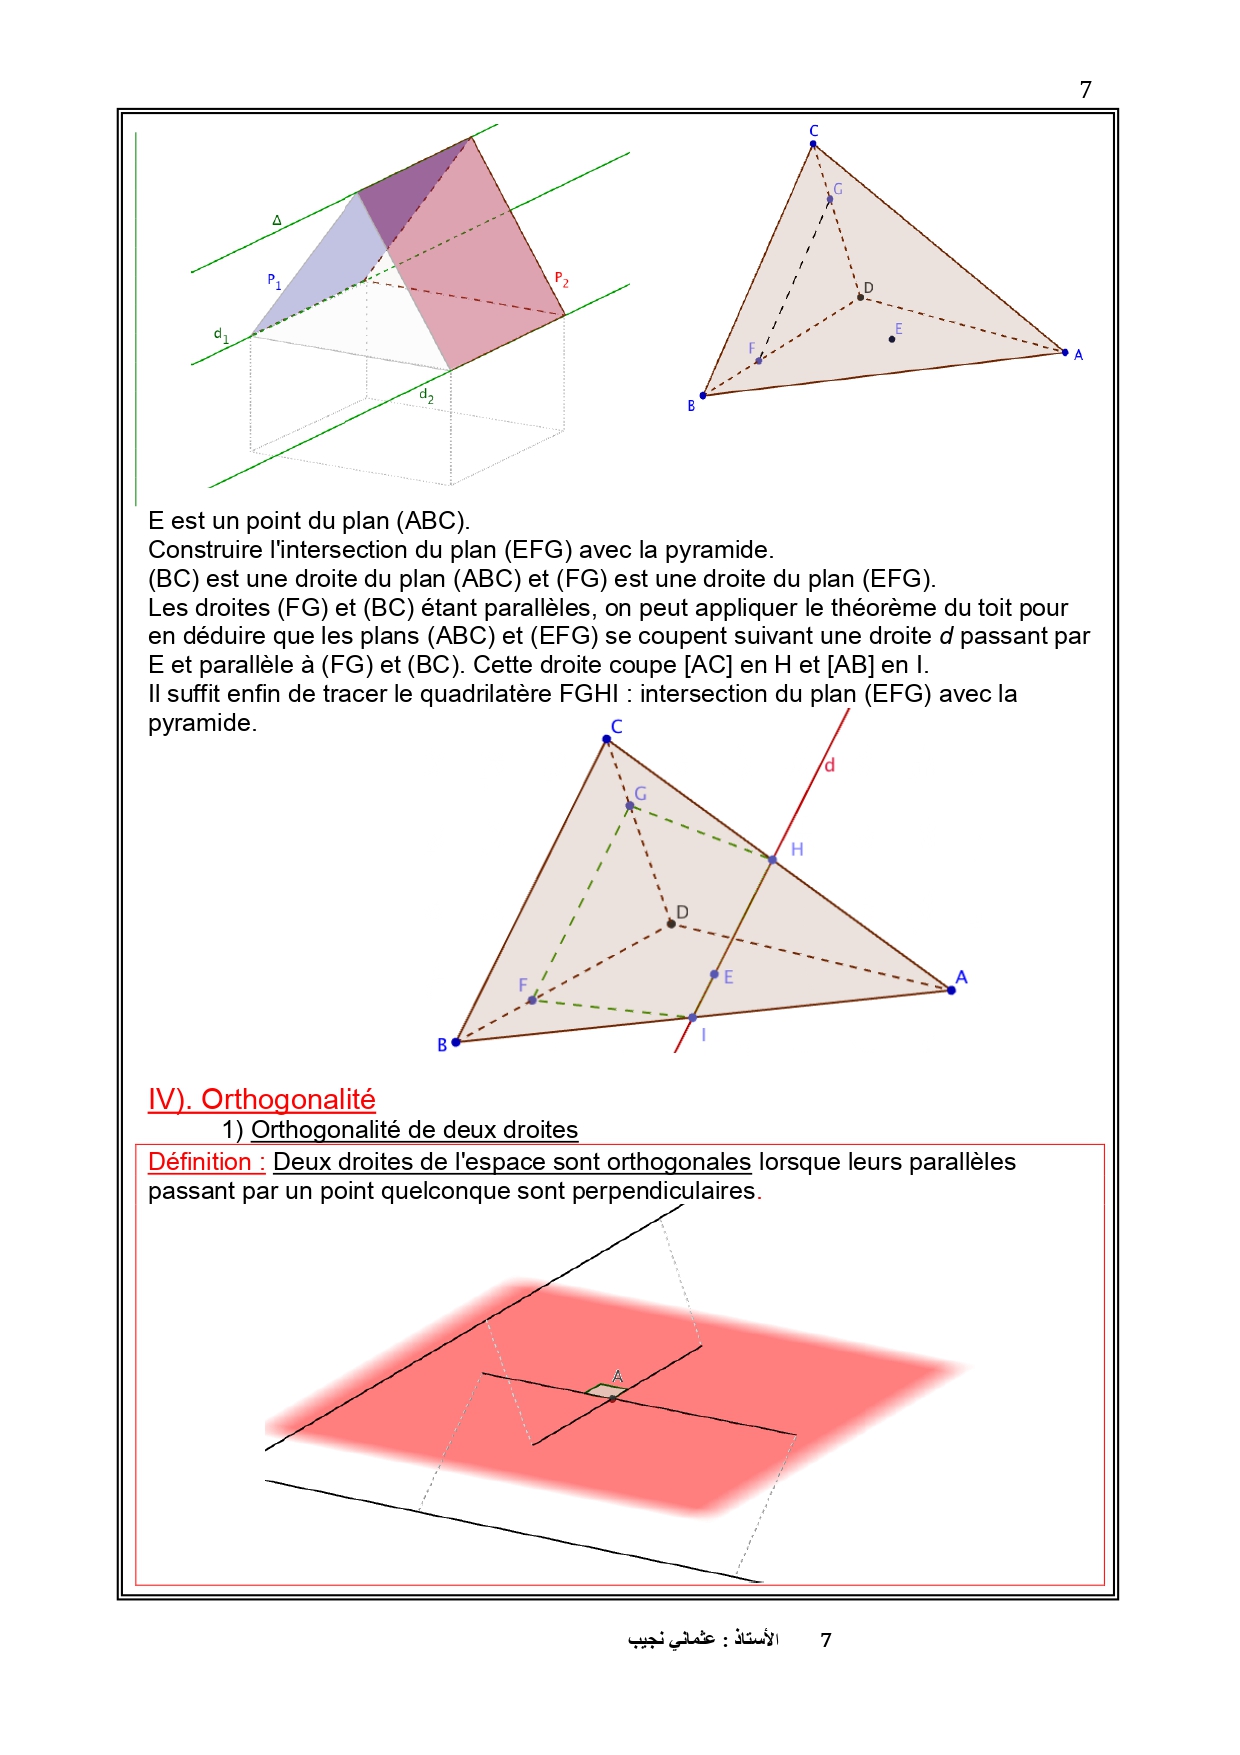 7
Δ
P1
P2
d1
d2
C
G
D
E
F
A
B
E est un point du plan (ABC).
Construire l'intersection du plan (EFG) avec la pyramide.
(BC) est une droite du plan (ABC) et (FG) est une droite du plan (EFG).
Les droites (FG) et (BC) étant parallèles, on peut appliquer le théorème du toit pour
en déduire que les plans (ABC) et (EFG) se coupent suivant une droite d passant par
E et parallèle à (FG) et (BC). Cette droite coupe [AC] en H et [AB] en I.
Il suffit enfin de tracer le quadrilatère FGHI : intersection du plan (EFG) avec la
pyramide.
C
d
G
H
D
E
A
F
I
B
IV). Orthogonalité
1) Orthogonalité de deux droites
Définition : Deux droites de l'espace sont orthogonales lorsque leurs parallèles
passant par un point quelconque sont perpendiculaires.
A
الأستاذ : عثماني نجيب 7